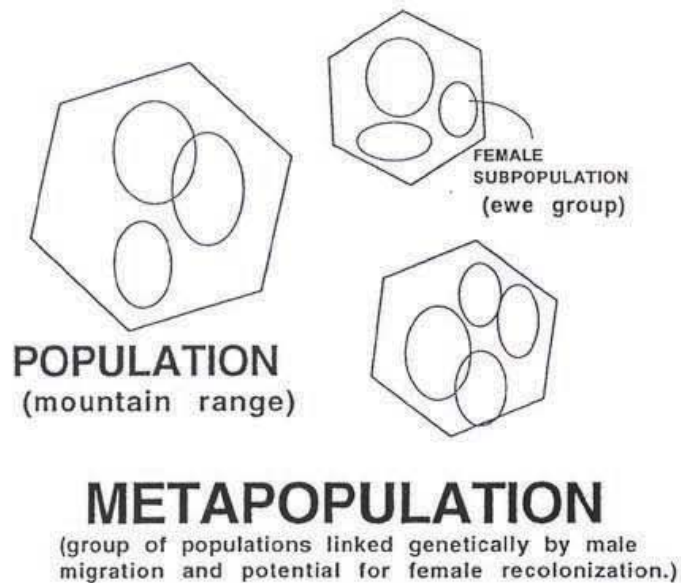 FEMALE
SUBPOPULATION
(ewe group)
POPULATION
(mountain range)
METAPOPULATION
(group of populations linked genetically by male
migration and potential for female recolonization.)